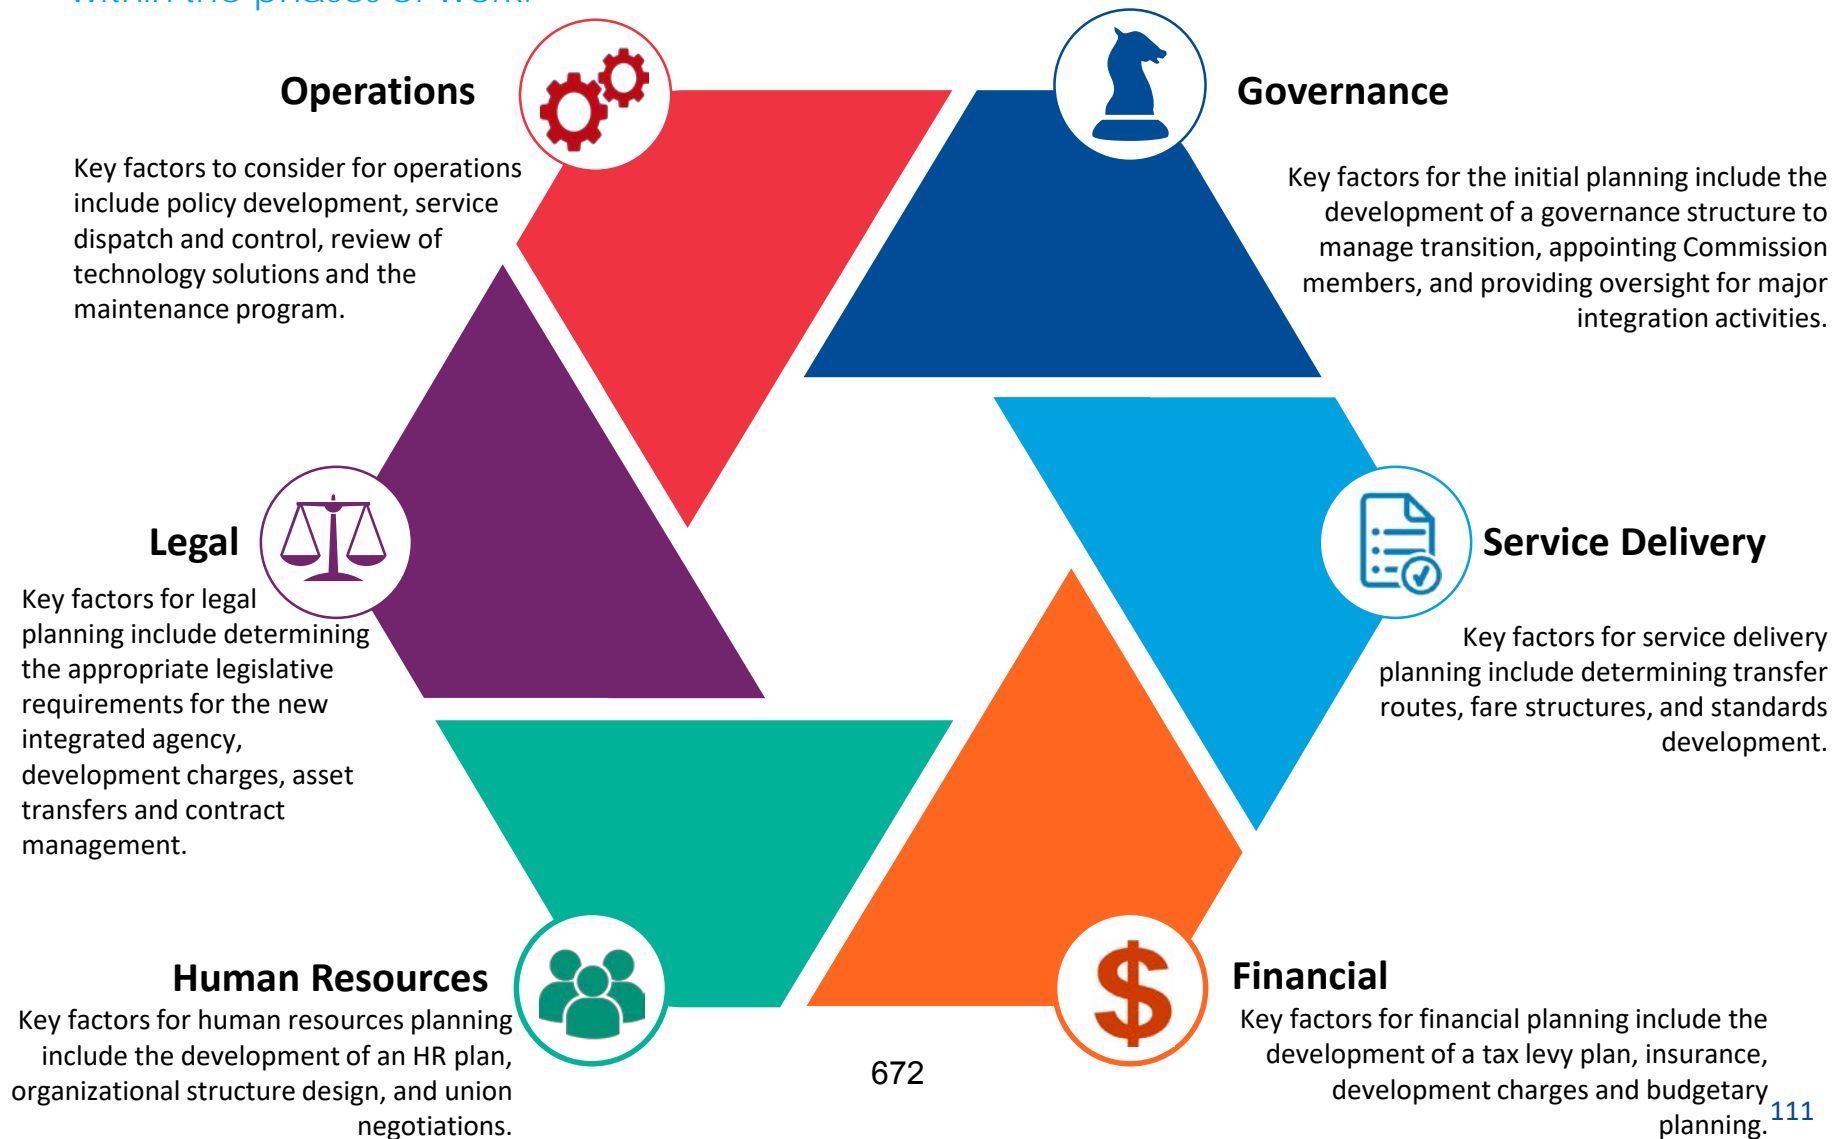 within the phases of work.
Operations
Key factors to consider for operations
include policy development, service
dispatch and control, review of
technology solutions and the
maintenance program.
Governance
Key factors for the initial planning include the
development of a governance structure to
manage transition, appointing Commission
members, and providing oversight for major
integration activities.
Legal
Key factors for legal
planning include determining
the appropriate legislative
requirements for the new
integrated agency,
development charges, asset
transfers and contract
management.
Service Delivery
Key factors for service delivery
planning include determining transfer
routes, fare structures, and standards
development.
Human Resources
Key factors for human resources planning
include the development of an HR plan,
organizational structure design, and union
negotiations.
Financial
Key factors for financial planning include the
development of a tax levy plan, insurance,
development charges and budgetary
planning.
672
111